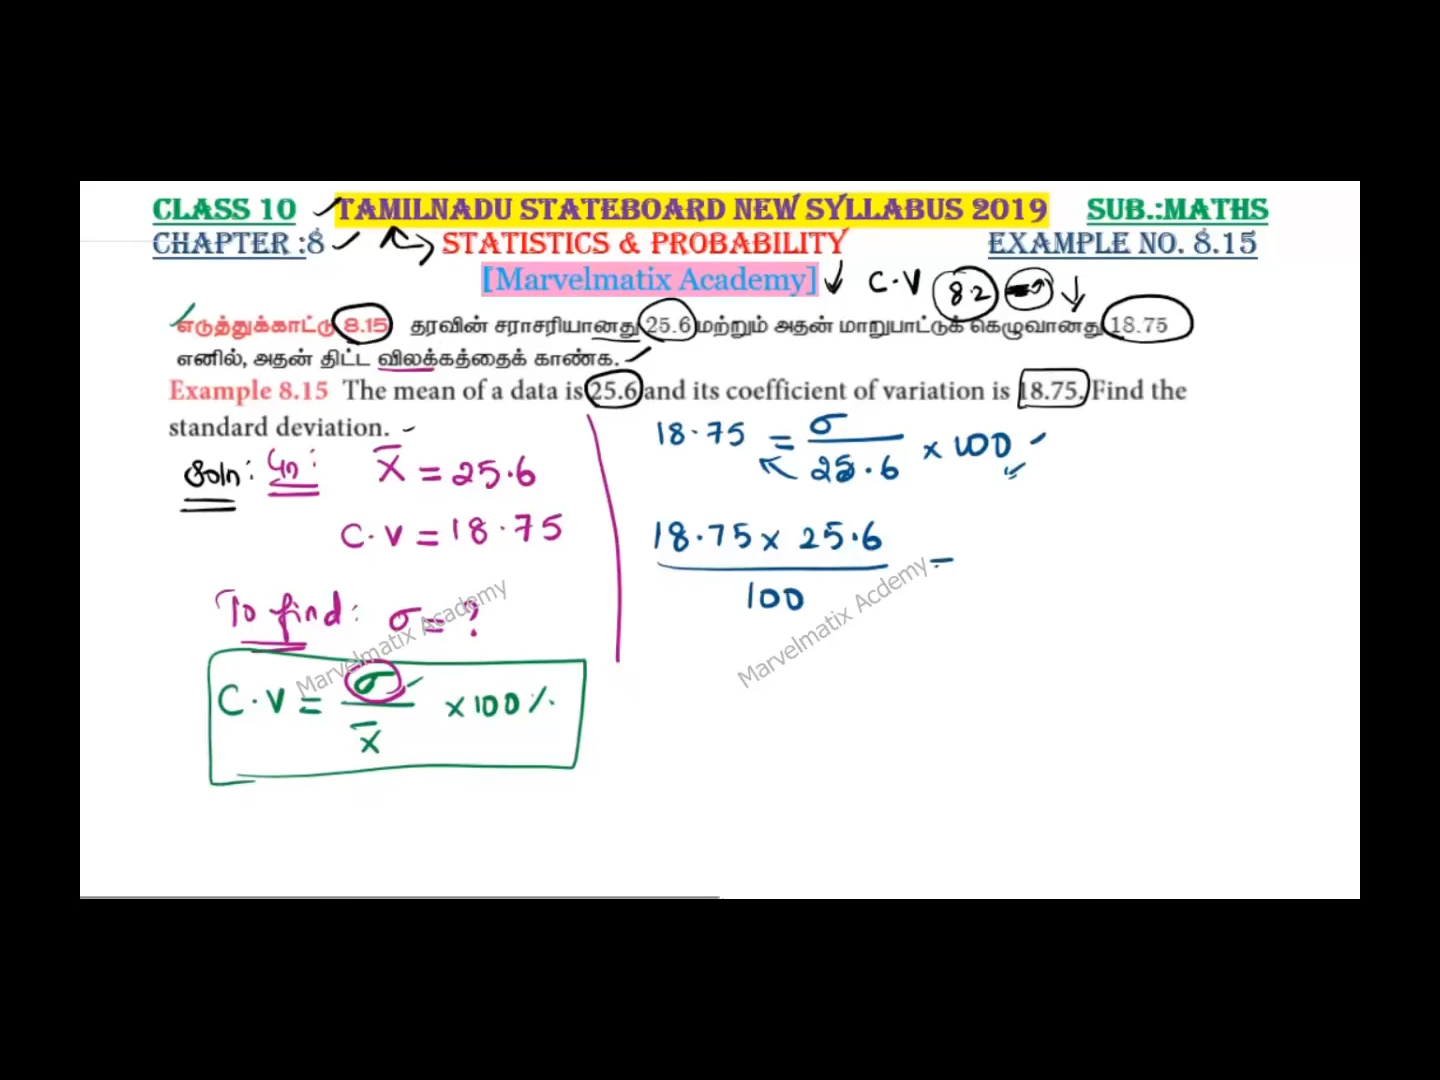 CLASS 10 TAMILNADU STATEBOARD NEW SYLLABUS 2019 SUB.:MATHS
CHAPTER :8 STATISTICS & PROBABILITY EXAMPLE NO. 8.15
[Marvelmatix Academy] C.V 8.2
எடுத்துக்காட்டு 8.15 தரவின் சராசரியானது 25.6 மற்றும் அதன் மாறுபாட்டுக் கெழுவானது 18.75
எனில், அதன் திட்ட விலக்கத்தைக் காண்க.
Example 8.15 The mean of a data is 25.6 and its coefficient of variation is 18.75. Find the
standard deviation.
Soln: Gn: x̅ = 25.6
C.V = 18.75
To find: σ = ?
C.V = σ/x̅ × 100%
18.75 = σ/25.6 × 100
18.75 × 25.6 / 100 =
Marvelmatix Academy
Marvelmatix Acdemy